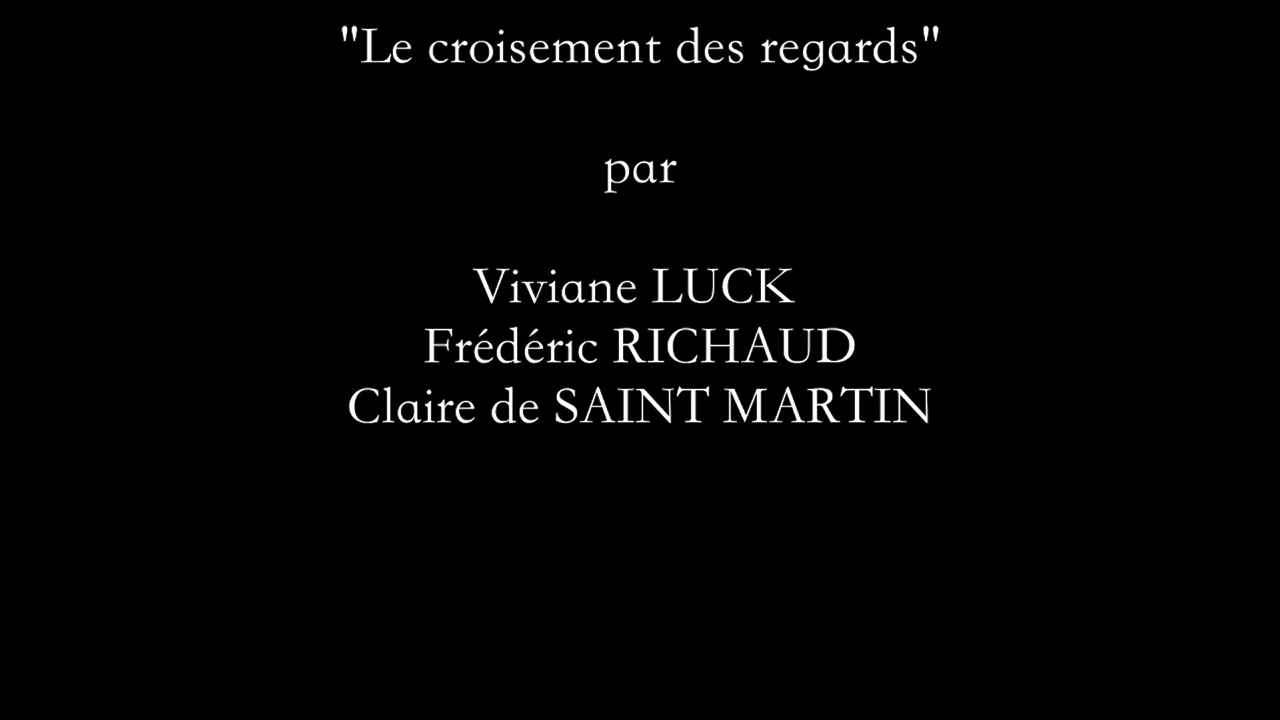 "Le croisement des regards"
par
Viviane LUCK
Frédéric RICHAUD
Claire de SAINT MARTIN